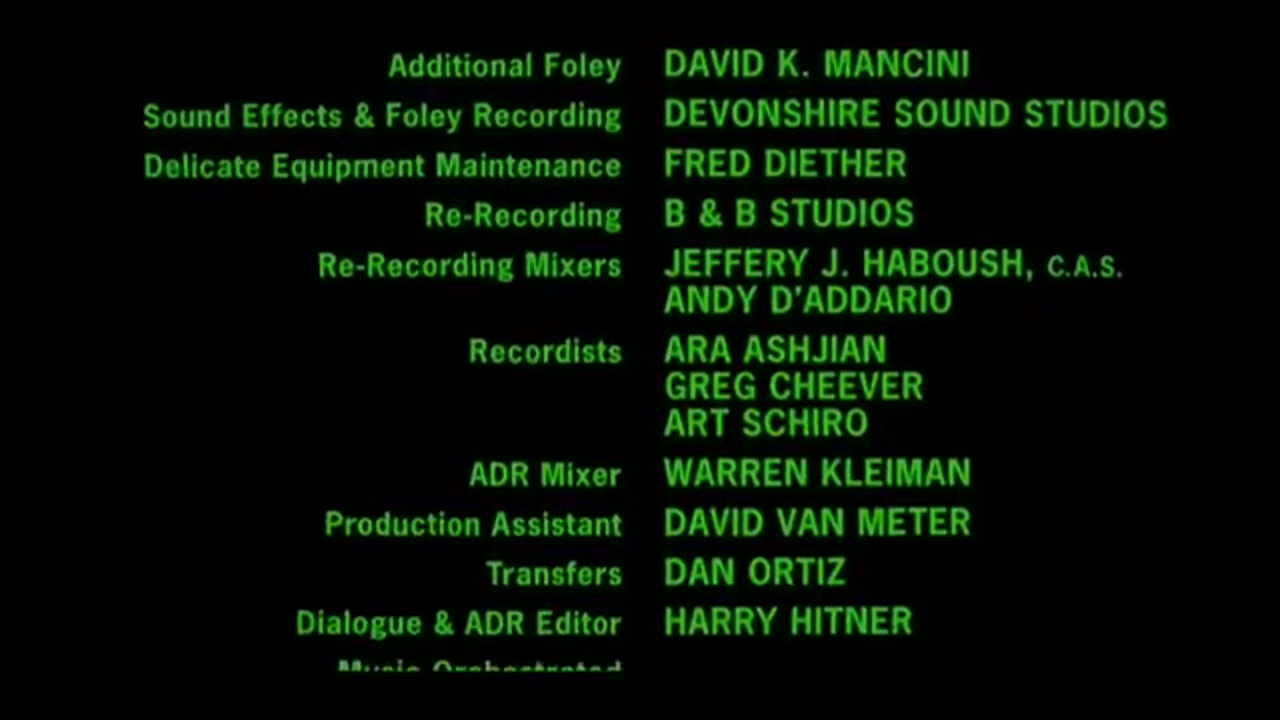 Additional Foley DAVID K. MANCINI
Sound Effects & Foley Recording DEVONSHIRE SOUND STUDIOS
Delicate Equipment Maintenance FRED DIETHER
Re-Recording B & B STUDIOS
Re-Recording Mixers JEFFERY J. HABOUSH, C.A.S.
ANDY D'ADDARIO
Recordists ARA ASHJIAN
GREG CHEEVER
ART SCHIRO
ADR Mixer WARREN KLEIMAN
Production Assistant DAVID VAN METER
Transfers DAN ORTIZ
Dialogue & ADR Editor HARRY HITNER
Music Orchestrated